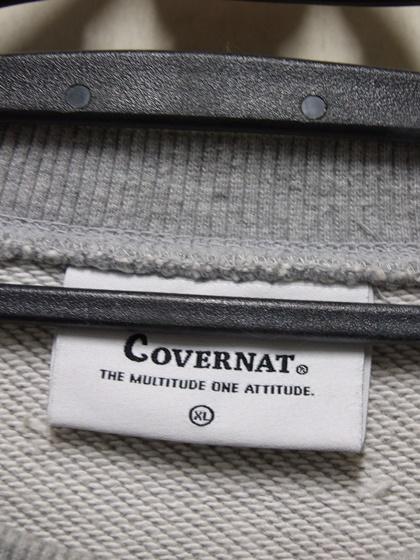 COVERNAT®
THE MULTITUDE ONE ATTITUDE.
XL